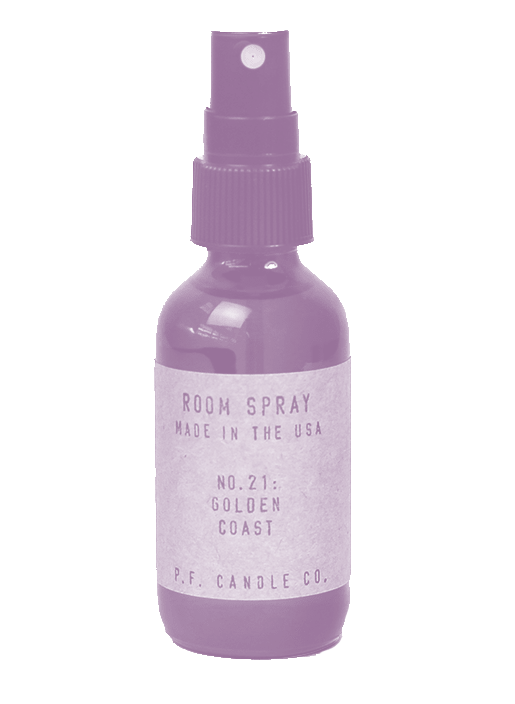 ROOM SPRAY
MADE IN THE USA
NO.21:
GOLDEN
COAST
P.F. CANDLE CO.